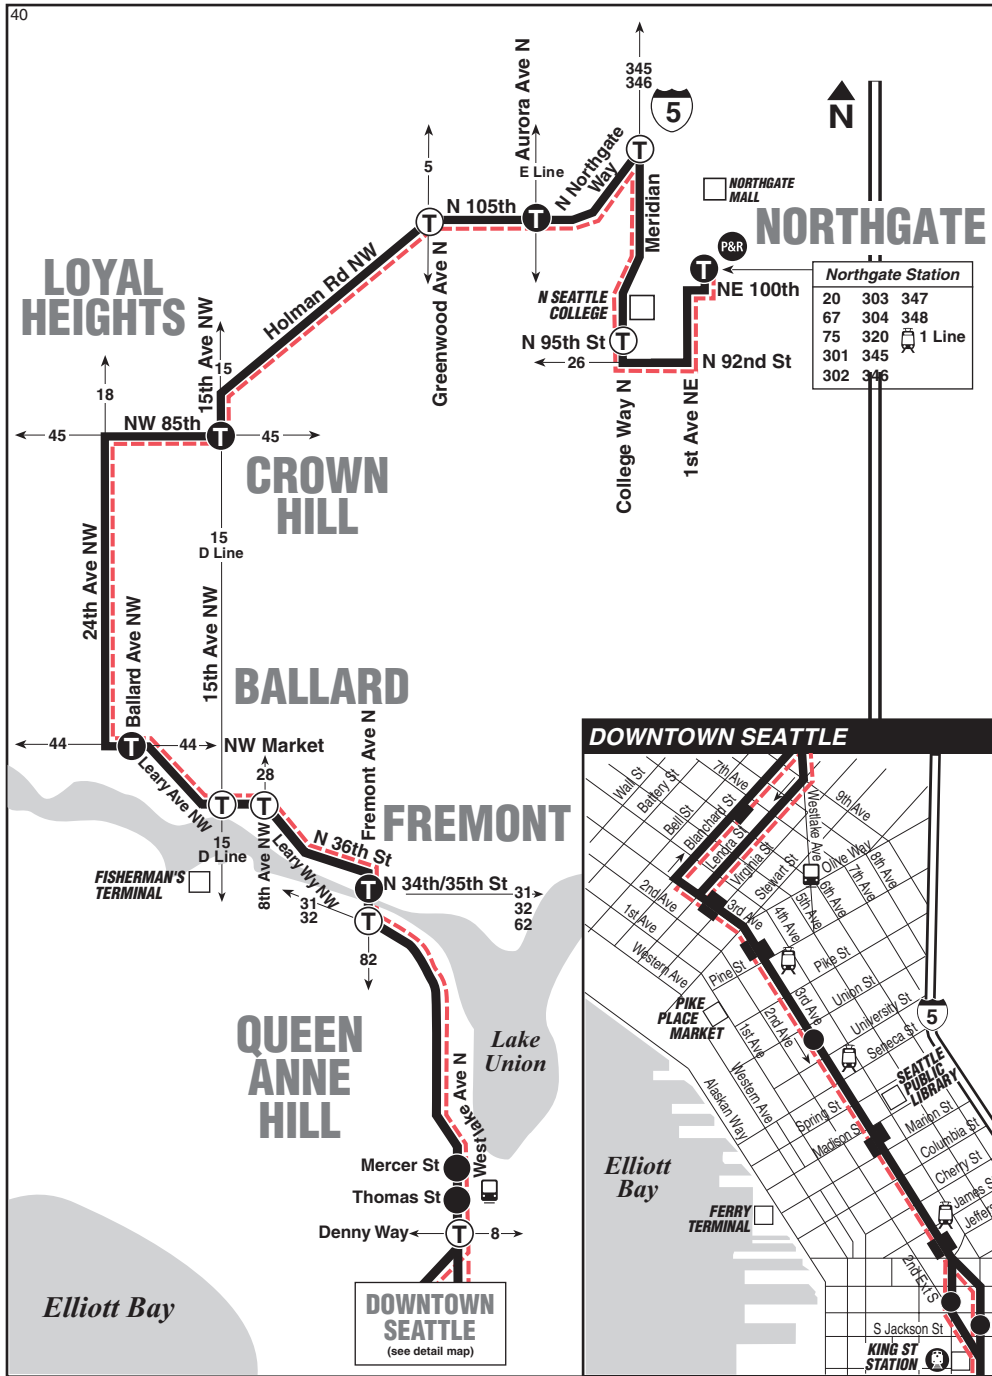 40
345
346
5
Aurora Ave N
5
E Line
N Northgate
Way
N
NORTHGATE
MALL
N 105th
Meridian
NORTHGATE
P&R
T
T
T
T
NE 100th
Northgate Station
20 303 347
67 304 348
75 320 1 Line
301 345
302 346
LOYAL
HEIGHTS
Holman Rd NW
Greenwood Ave N
N SEATTLE
COLLEGE
N 95th St
T
26
N 92nd St
College Way N
1st Ave NE
15th Ave NW
15
18
NW 85th
45
T
45
CROWN
HILL
15
D Line
24th Ave NW
15th Ave NW
Ballard Ave NW
BALLARD
44
T
44
NW Market
Leary Ave NW
28
T
T
Fremont Ave N
FREMONT
15
D Line
8th Ave NW
Leary Wy NW
N 36th St
FISHERMAN'S
TERMINAL
T
N 34th/35th St
31
32
62
31
32
T
82
QUEEN
ANNE
HILL
Lake
Union
Westlake Ave N
Mercer St
Thomas St
Denny Way
T
8
DOWNTOWN
SEATTLE
(see detail map)
Elliott Bay
DOWNTOWN SEATTLE
Wall St
Battery St
7th Ave
Bell St
Blanchard St
Lenora St
Virginia St
Stewart St
Westlake Ave
9th Ave
Olive Way
8th Ave
7th Ave
6th Ave
5th Ave
4th Ave
3rd Ave
2nd Ave
1st Ave
Western Ave
Pine St
Pike St
Union St
University St
Seneca St
3rd Ave
2nd Ave
1st Ave
Western Ave
Alaskan Way
PIKE
PLACE
MARKET
5
SEATTLE
PUBLIC
LIBRARY
Spring St
Madison S
Marion St
Columbia St
Cherry St
James S
Jeffers
Elliott
Bay
FERRY
TERMINAL
2nd Ext S
S Jackson St
KING ST
STATION